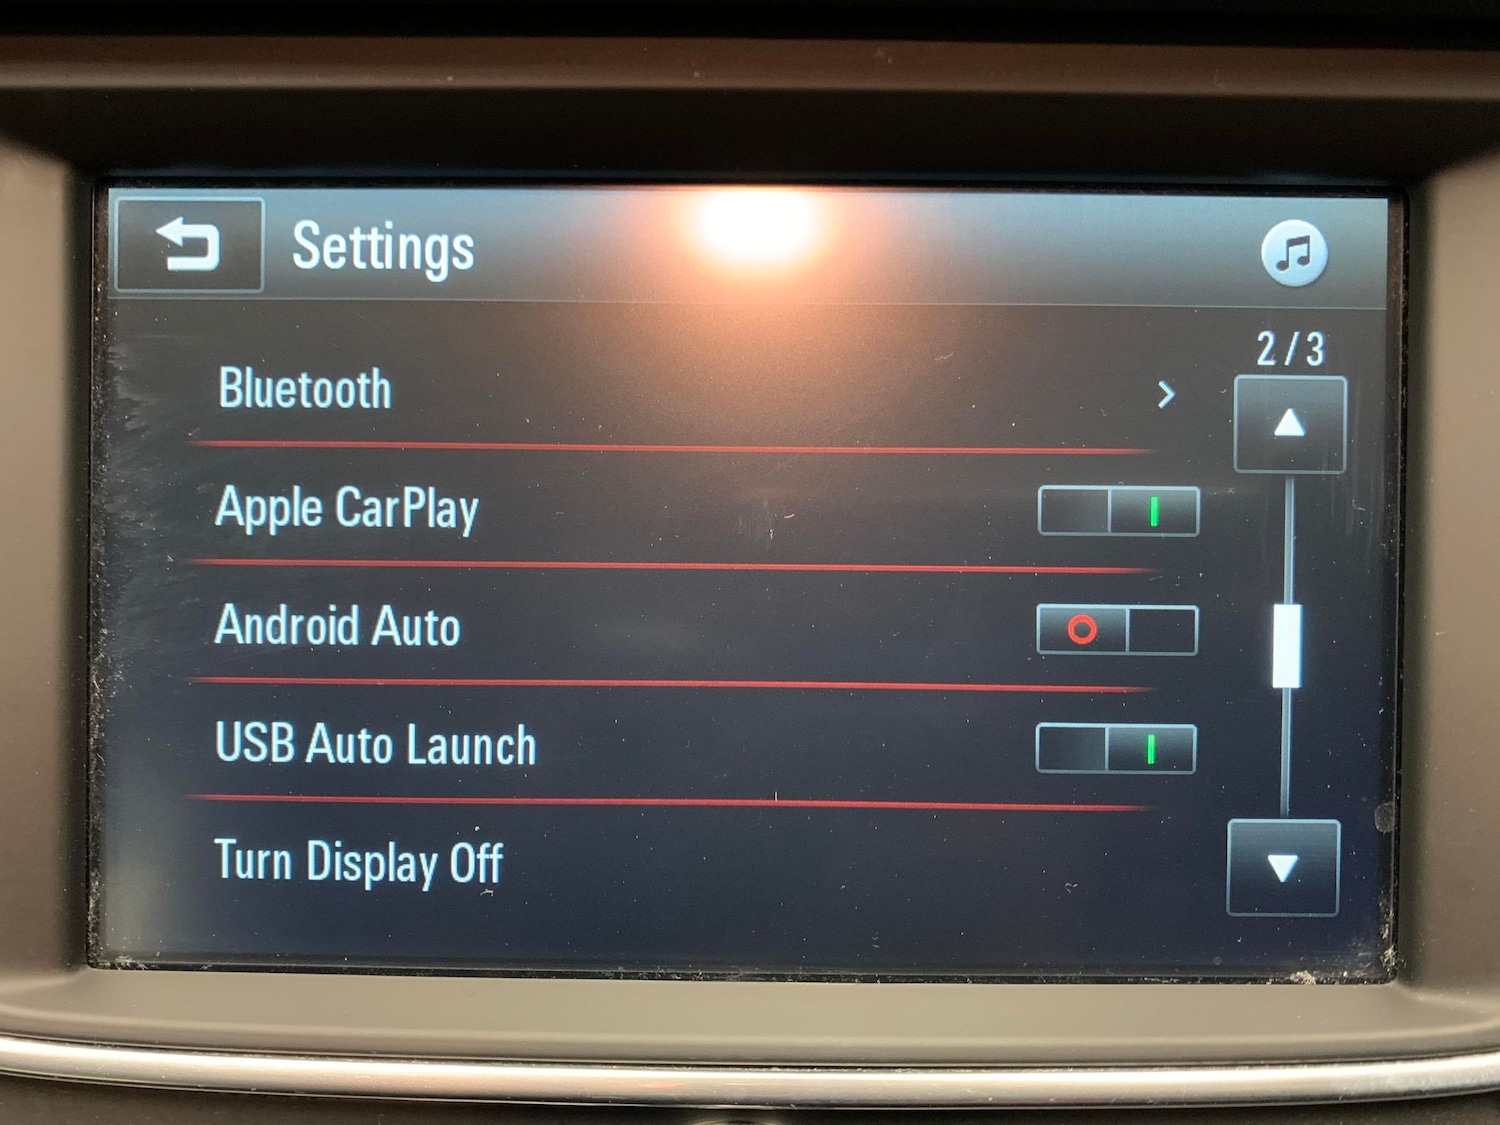 Settings
2/3
Bluetooth
Apple CarPlay
Android Auto
USB Auto Launch
Turn Display Off